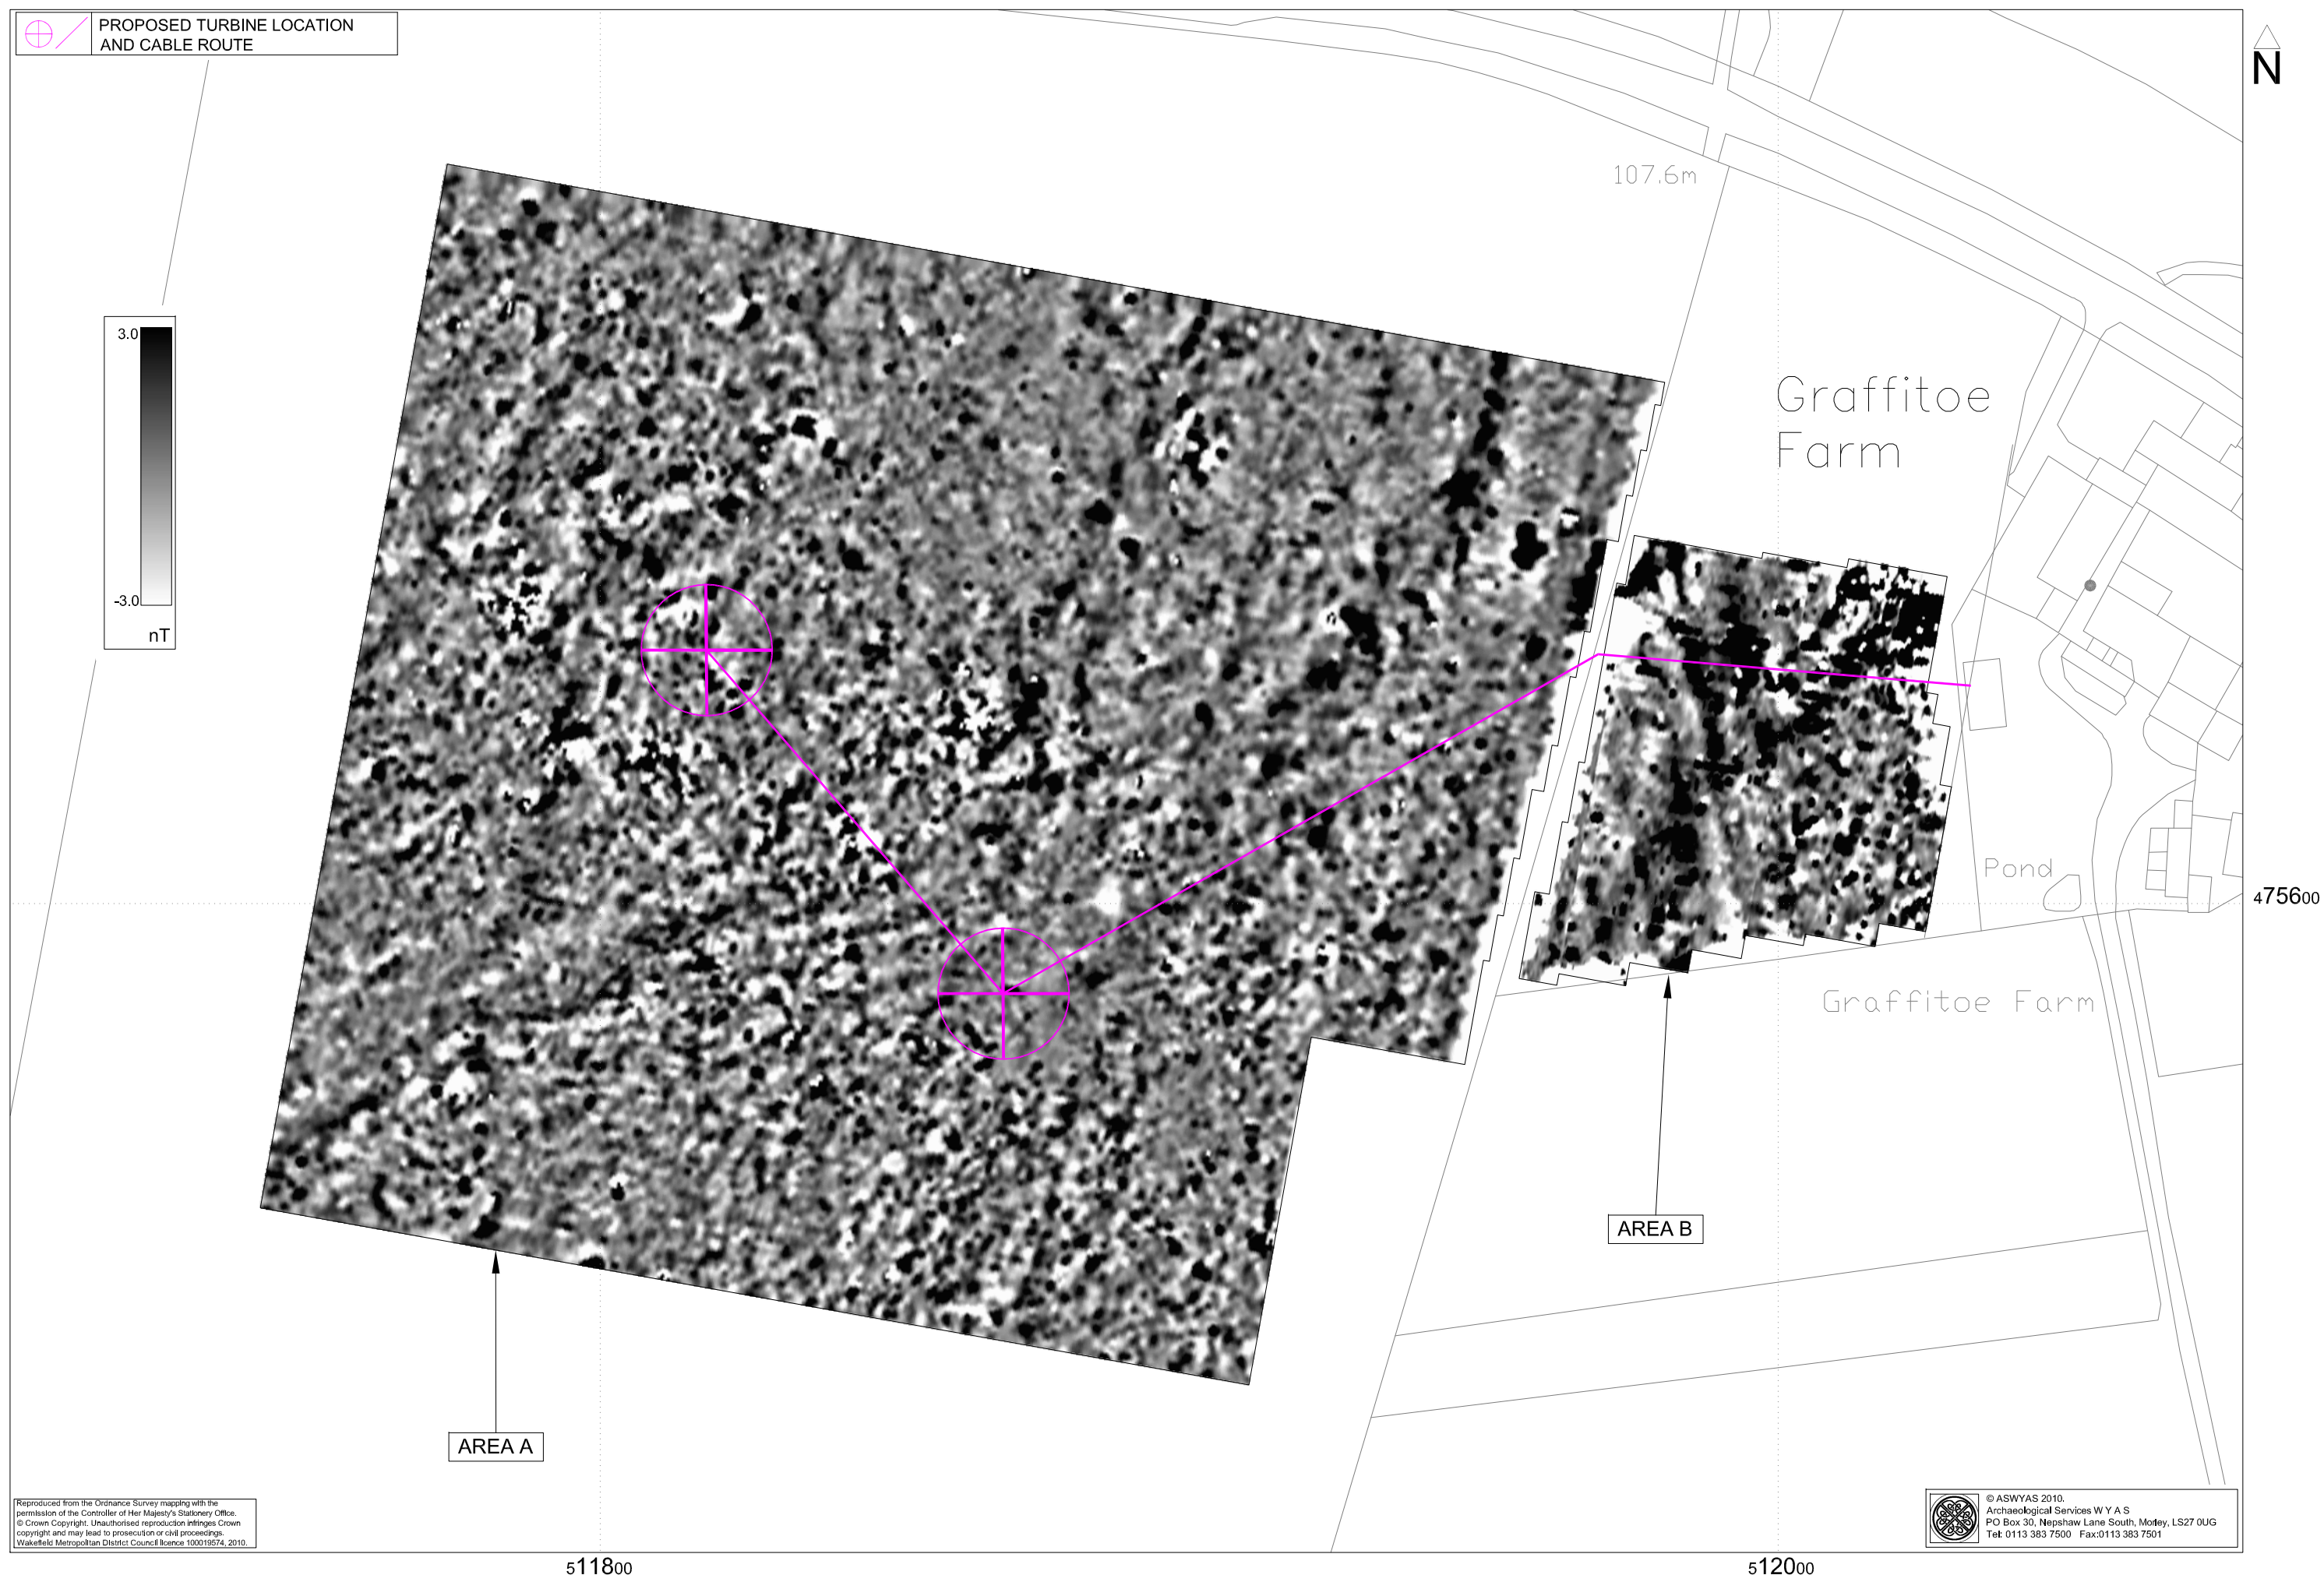 PROPOSED TURBINE LOCATION
AND CABLE ROUTE
N
107.6m
3.0
-3.0
nT
Graffitoe
Farm
Pond
475600
Graffitoe Farm
AREA B
AREA A
Reproduced from the Ordnance Survey mapping with the
permission of the Controller of Her Majesty's Stationery Office.
© Crown Copyright. Unauthorised reproduction infringes Crown
copyright and may lead to prosecution or civil proceedings.
Wakefield Metropolitan District Council licence 100019574, 2010.
© ASWYAS 2010.
Archaeological Services W Y A S
PO Box 30, Nepshaw Lane South, Morley, LS27 0UG
Tel: 0113 383 7500 Fax:0113 383 7501
511800
512000